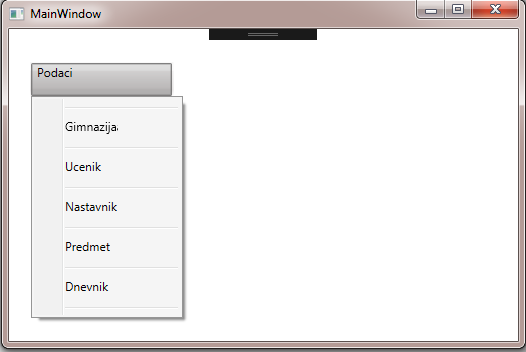 MainWindow
Podaci
Gimnazija
Ucenik
Nastavnik
Predmet
Dnevnik